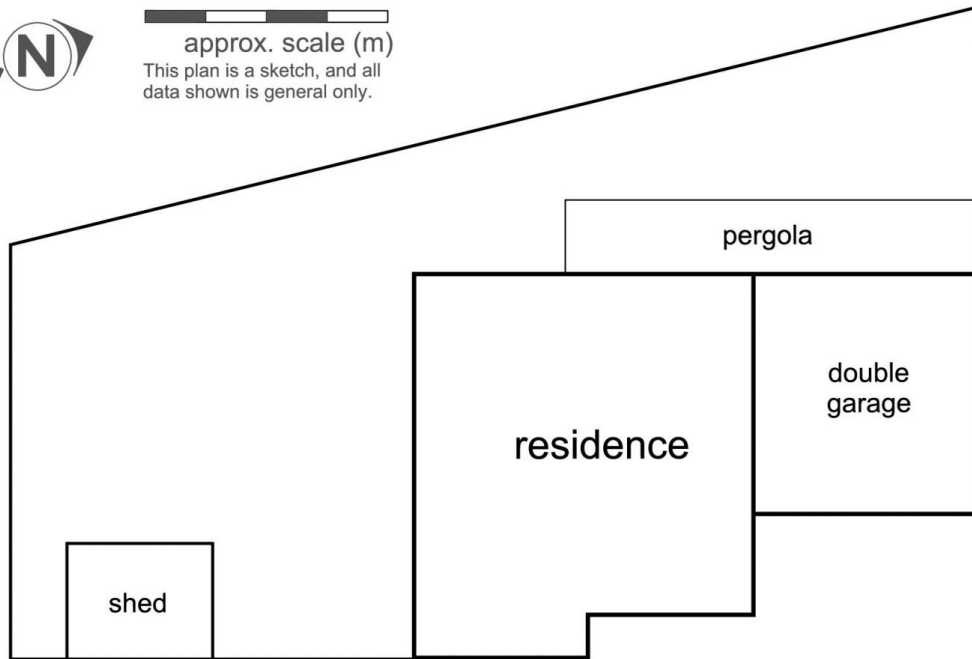 N
approx. scale (m)
This plan is a sketch, and all
data shown is general only.
pergola
double
garage
residence
shed